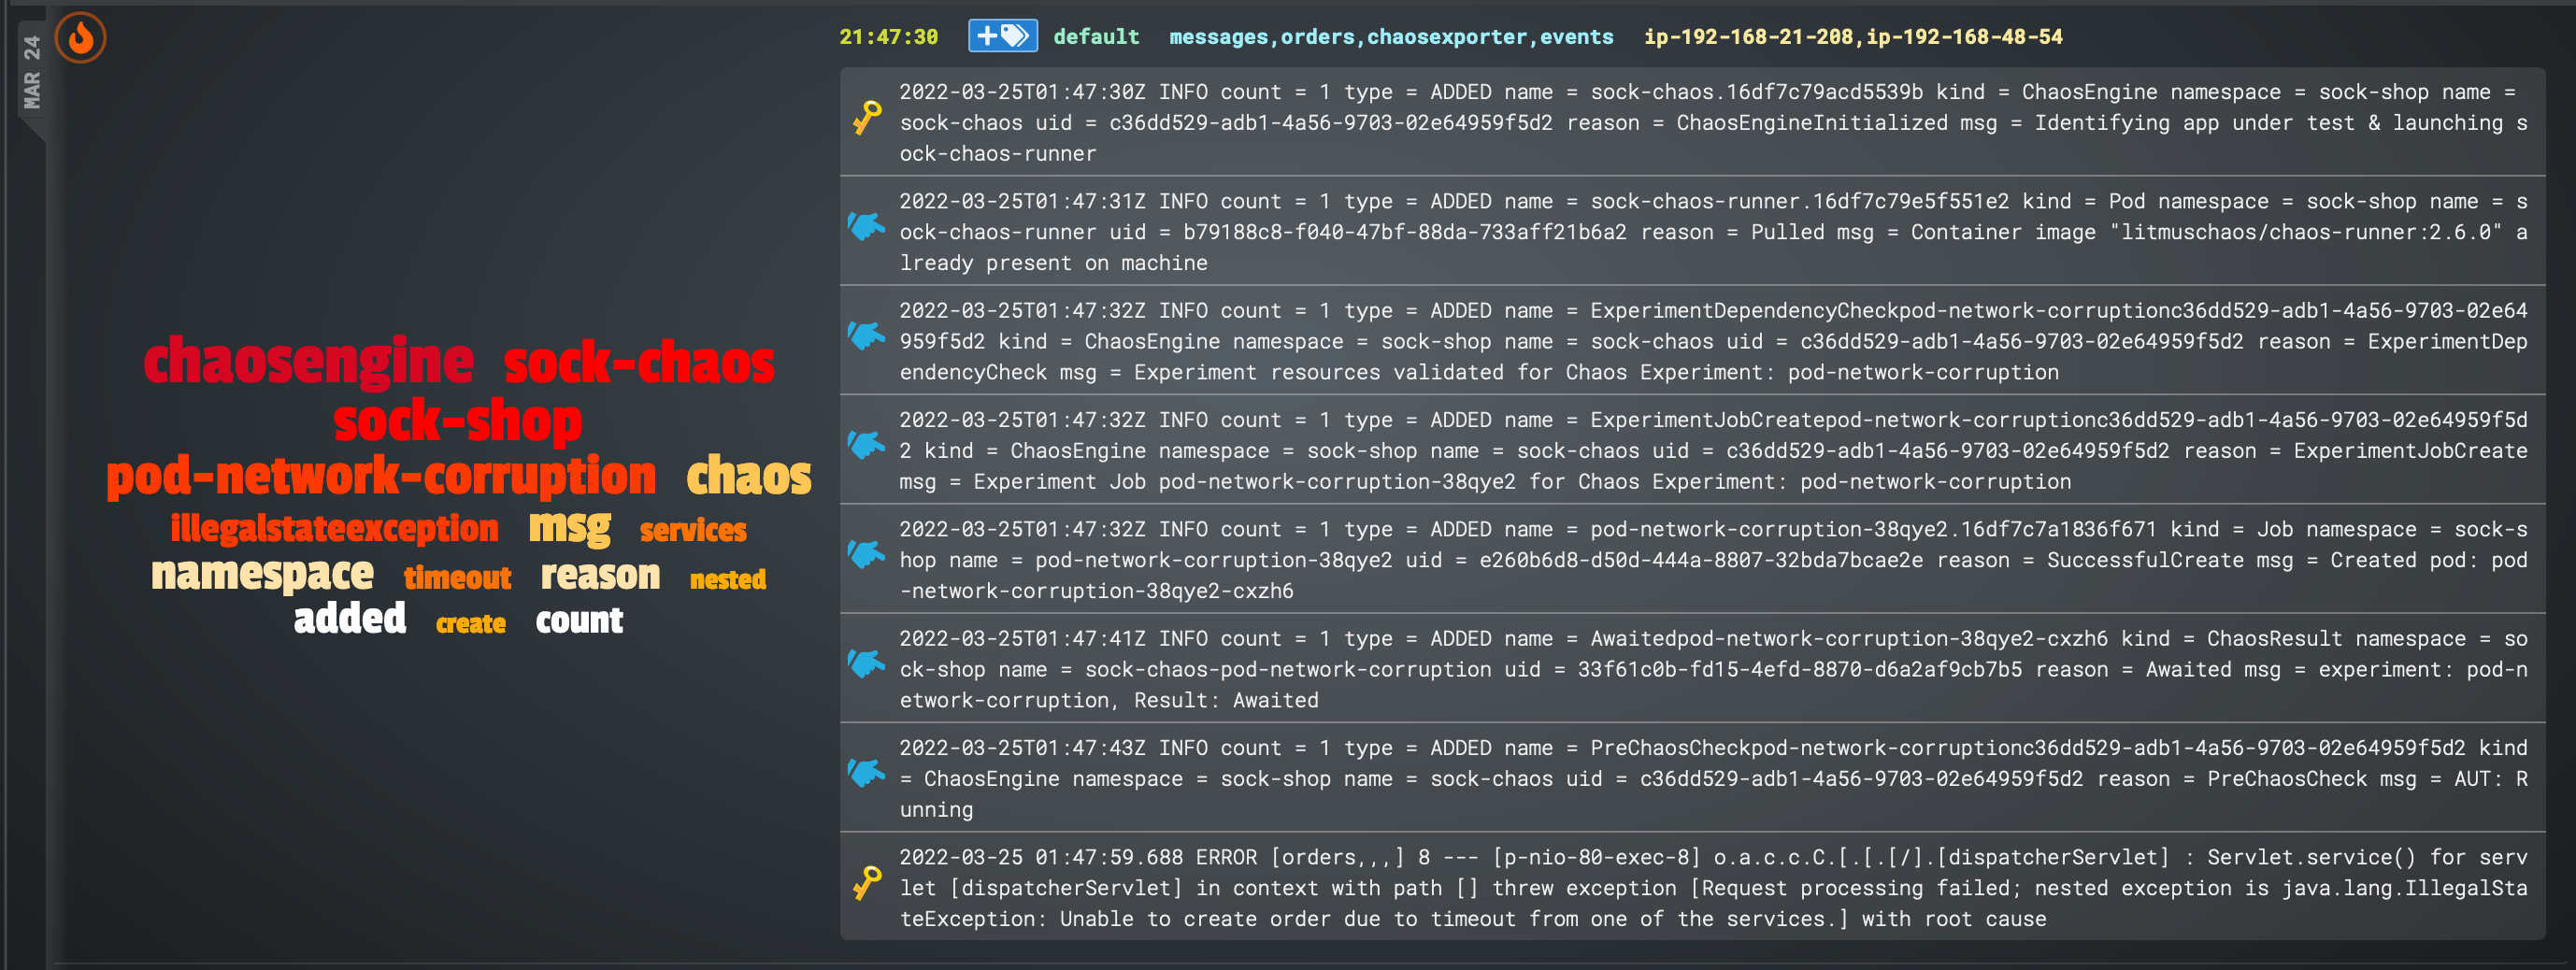 MAR 24
21:47:30 default messages,orders,chaosexporter,events ip-192-168-21-208,ip-192-168-48-54
chaosengine sock-chaos
sock-shop
pod-network-corruption chaos
illegalstateexception msg services
namespace timeout reason nested
added create count
2022-03-25T01:47:30Z INFO count = 1 type = ADDED name = sock-chaos.16df7c79acd5539b kind = ChaosEngine namespace = sock-shop name =
sock-chaos uid = c36dd529-adb1-4a56-9703-02e64959f5d2 reason = ChaosEngineInitialized msg = Identifying app under test & launching s
ock-chaos-runner
2022-03-25T01:47:31Z INFO count = 1 type = ADDED name = sock-chaos-runner.16df7c79e5f551e2 kind = Pod namespace = sock-shop name = s
ock-chaos-runner uid = b79188c8-f040-47bf-88da-733aff21b6a2 reason = Pulled msg = Container image "litmuschaos/chaos-runner:2.6.0" a
lready present on machine
2022-03-25T01:47:32Z INFO count = 1 type = ADDED name = ExperimentDependencyCheckpod-network-corruptionc36dd529-adb1-4a56-9703-02e64
959f5d2 kind = ChaosEngine namespace = sock-shop name = sock-chaos uid = c36dd529-adb1-4a56-9703-02e64959f5d2 reason = ExperimentDep
endencyCheck msg = Experiment resources validated for Chaos Experiment: pod-network-corruption
2022-03-25T01:47:32Z INFO count = 1 type = ADDED name = ExperimentJobCreatepod-network-corruptionc36dd529-adb1-4a56-9703-02e64959f5d
2 kind = ChaosEngine namespace = sock-shop name = sock-chaos uid = c36dd529-adb1-4a56-9703-02e64959f5d2 reason = ExperimentJobCreate
msg = Experiment Job pod-network-corruption-38qye2 for Chaos Experiment: pod-network-corruption
2022-03-25T01:47:32Z INFO count = 1 type = ADDED name = pod-network-corruption-38qye2.16df7c7a1836f671 kind = Job namespace = sock-s
hop name = pod-network-corruption-38qye2 uid = e260b6d8-d50d-444a-8807-32bda7bcae2e reason = SuccessfulCreate msg = Created pod: pod
-network-corruption-38qye2-cxzh6
2022-03-25T01:47:41Z INFO count = 1 type = ADDED name = Awaitedpod-network-corruption-38qye2-cxzh6 kind = ChaosResult namespace = so
ck-shop name = sock-chaos-pod-network-corruption uid = 33f61c0b-fd15-4efd-8870-d6a2af9cb7b5 reason = Awaited msg = experiment: pod-n
etwork-corruption, Result: Awaited
2022-03-25T01:47:43Z INFO count = 1 type = ADDED name = PreChaosCheckpod-network-corruptionc36dd529-adb1-4a56-9703-02e64959f5d2 kind
= ChaosEngine namespace = sock-shop name = sock-chaos uid = c36dd529-adb1-4a56-9703-02e64959f5d2 reason = PreChaosCheck msg = AUT: R
unning
2022-03-25 01:47:59.688 ERROR [orders,,,] 8 --- [p-nio-80-exec-8] o.a.c.c.C.[.[.[/].[dispatcherServlet] : Servlet.service() for serv
let [dispatcherServlet] in context with path [] threw exception [Request processing failed; nested exception is java.lang.IllegalSta
teException: Unable to create order due to timeout from one of the services.] with root cause